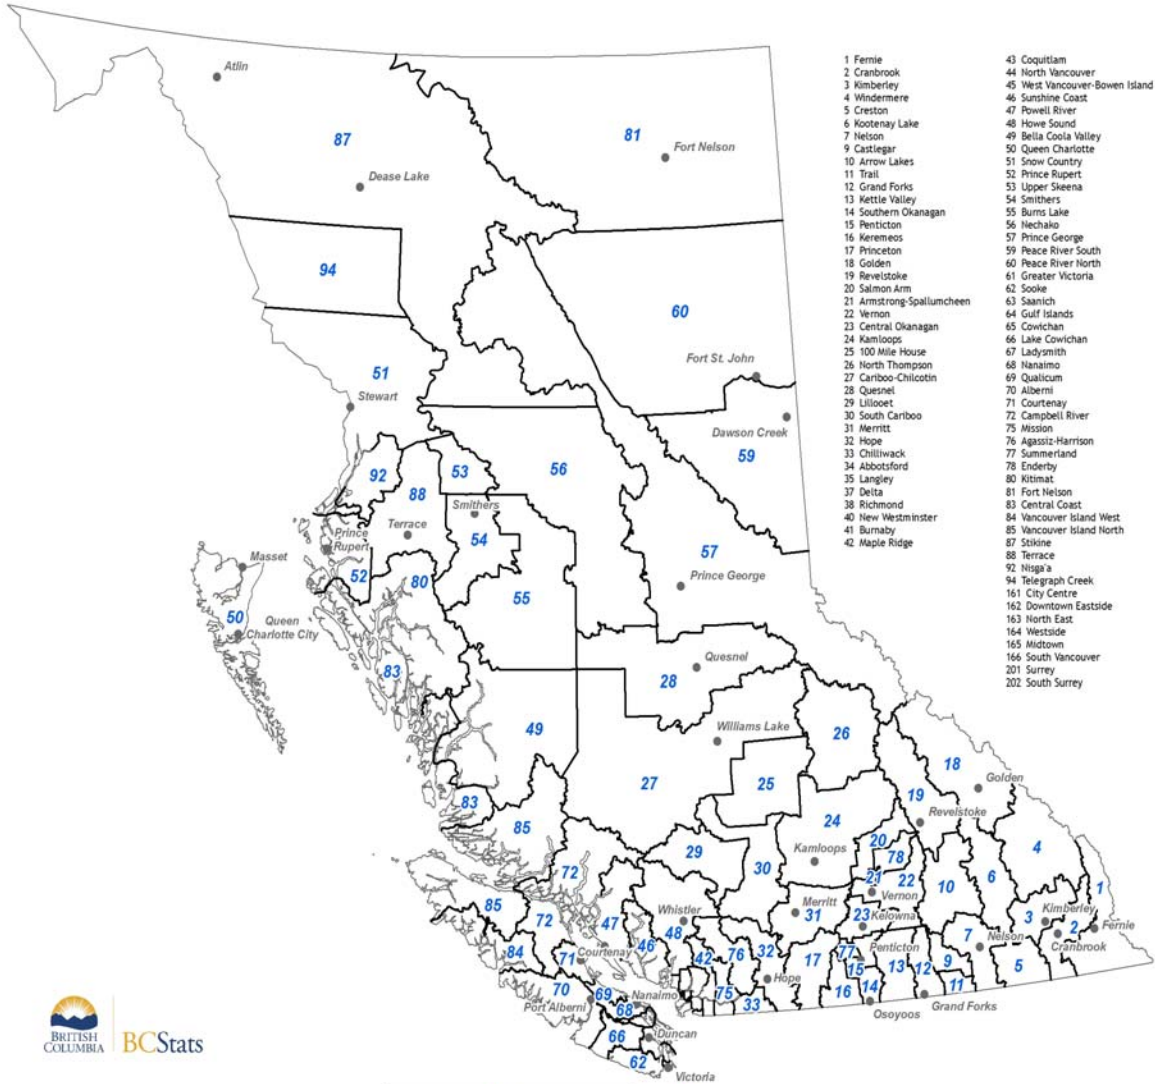 Atlin
87
81
Fort Nelson
Dease Lake
94
60
Fort St. John
51
Stewart
Dawson Creek
59
92
53
56
88
Smithers
Prince
Rupert
Terrace
54
57
Masset
52
80
55
Prince George
50
Queen
Charlotte City
83
28
Quesnel
49
Williams Lake
26
27
25
18
Golden
83
85
19
Revelstoke
24
29
Kamloops
20
78
4
72
30
21
22
Vernon
10
6
1
85
72
47
Whistler
48
Merritt
31
23
Kelowna
3
Kimberley
2
Fernie
Cranbrook
84
71
Courtenay
46
42
76
32
17
77
Penticton
15
13
12
9
7
Nelson
5
70
Port Alberni
69
Nanaimo
68
75
33
Hope
16
14
11
Osoyoos
Grand Forks
66
Duncan
62
Victoria
1 Fernie
2 Cranbrook
3 Kimberley
4 Windermere
5 Creston
6 Kootenay Lake
7 Nelson
9 Castlegar
10 Arrow Lakes
11 Trail
12 Grand Forks
13 Kettle Valley
14 Southern Okanagan
15 Penticton
16 Keremeos
17 Princeton
18 Golden
19 Revelstoke
20 Salmon Arm
21 Armstrong-Spallumcheen
22 Vernon
23 Central Okanagan
24 Kamloops
25 100 Mile House
26 North Thompson
27 Cariboo-Chilcotin
28 Quesnel
29 Lillooet
30 South Cariboo
31 Merritt
32 Hope
33 Chilliwack
34 Abbotsford
35 Langley
37 Delta
38 Richmond
40 New Westminster
41 Burnaby
42 Maple Ridge
43 Coquitlam
44 North Vancouver
45 West Vancouver-Bowen Island
46 Sunshine Coast
47 Powell River
48 Howe Sound
49 Bella Coola Valley
50 Queen Charlotte
51 Snow Country
52 Prince Rupert
53 Upper Skeena
54 Smithers
55 Burns Lake
56 Nechako
57 Prince George
59 Peace River South
60 Peace River North
61 Greater Victoria
62 Sooke
63 Saanich
64 Gulf Islands
65 Cowichan
66 Lake Cowichan
67 Ladysmith
68 Nanaimo
69 Qualicum
70 Alberni
71 Courtenay
72 Campbell River
75 Mission
76 Agassiz-Harrison
77 Summerland
78 Enderby
80 Kitimat
81 Fort Nelson
83 Central Coast
84 Vancouver Island West
85 Vancouver Island North
87 Stikine
88 Terrace
92 Nisga'a
94 Telegraph Creek
161 City Centre
162 Downtown Eastside
163 North East
164 Westside
165 Midtown
166 South Vancouver
201 Surrey
202 South Surrey
BRITISH
COLUMBIA
BCStats